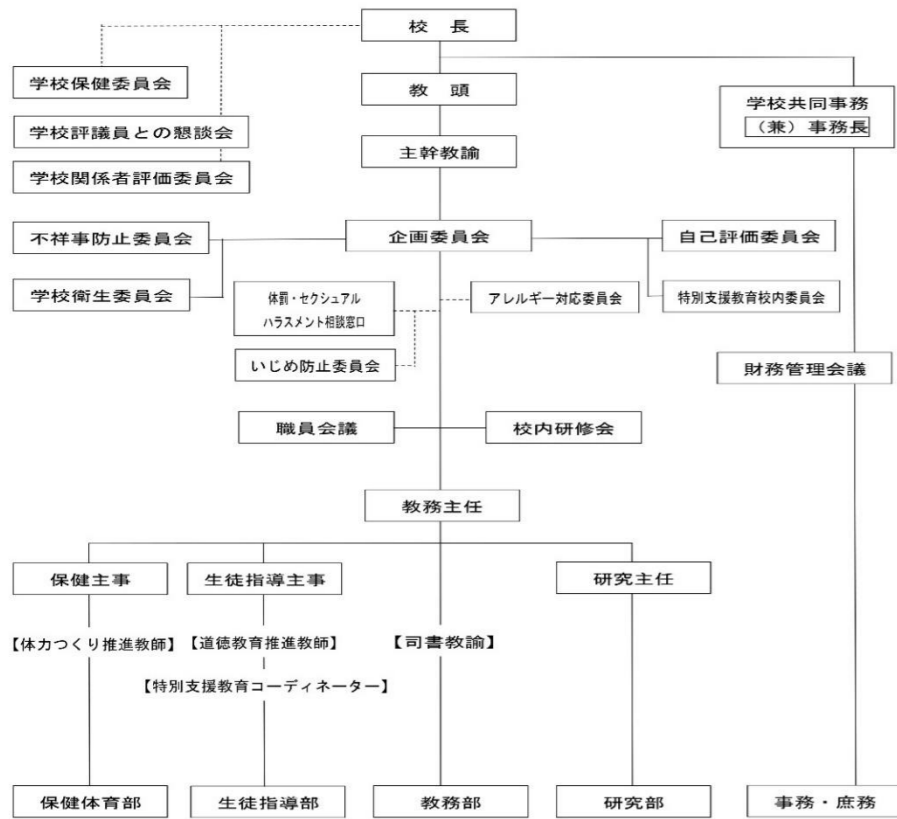 校 長
学校保健委員会
教 頭
学校共同事務
（兼）事務長
学校評議員との懇談会
主幹教諭
学校関係者評価委員会
不祥事防止委員会
企画委員会
自己評価委員会
学校衛生委員会
体罰・セクシュアル
ハラスメント相談窓口
アレルギー対応委員会
特別支援教育校内委員会
いじめ防止委員会
財務管理会議
職員会議
校内研修会
教務主任
保健主事
生徒指導主事
研究主任
【体力つくり推進教師】
【道徳教育推進教師】
【司書教諭】
【特別支援教育コーディネーター】
保健体育部
生徒指導部
教務部
研究部
事務・庶務